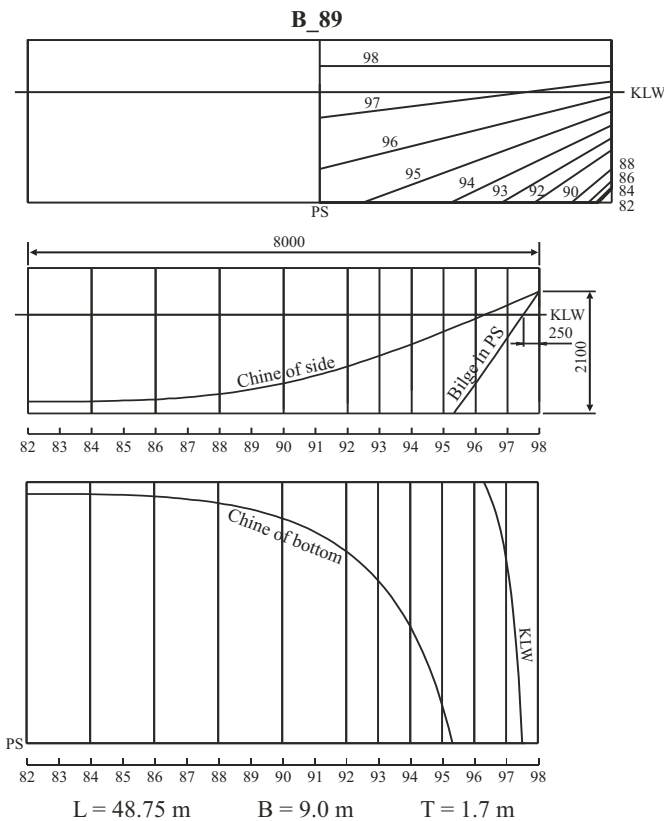 B_89
98
KLW
97
96
95
94
93
92
90
88
86
84
82
PS
8000
KLW
250
2100
Chine of side
Bilge in PS
82 83 84 85 86 87 88 89 90 91 92 93 94 95 96 97 98
Chine of bottom
KLW
PS
82 83 84 85 86 87 88 89 90 91 92 93 94 95 96 97 98
L = 48.75 m B = 9.0 m T = 1.7 m